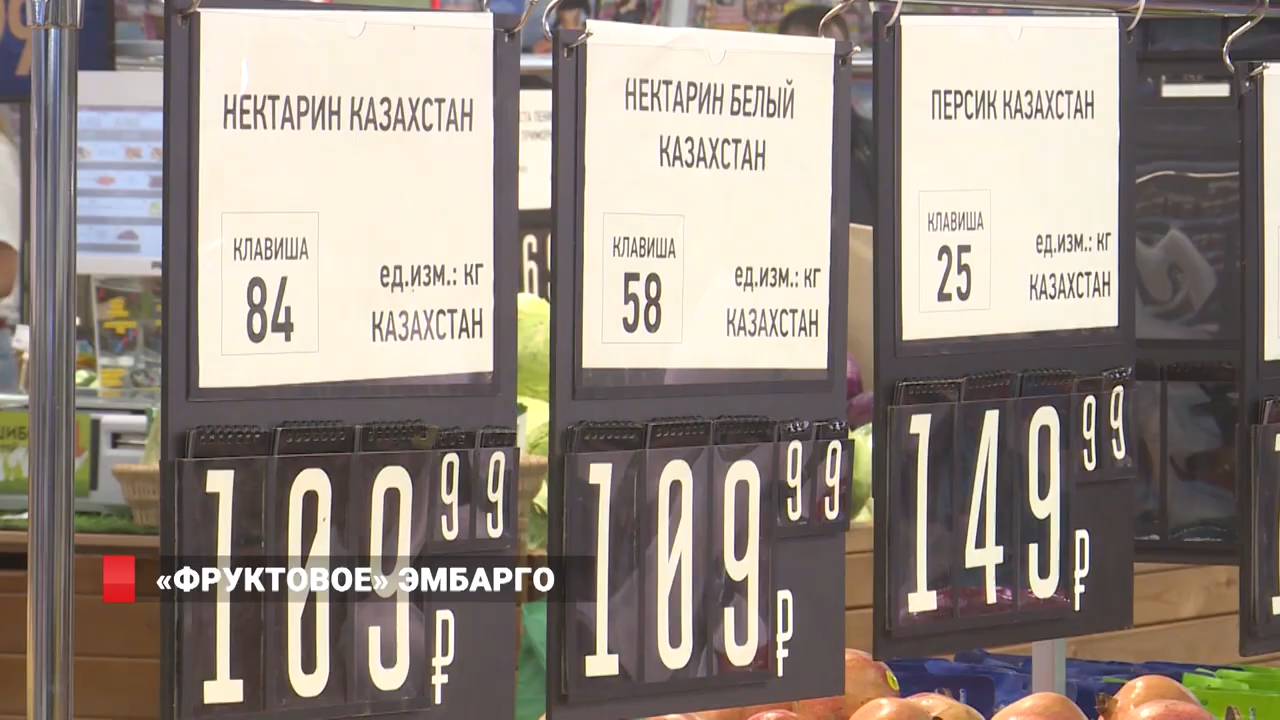 НЕКТАРИН КАЗАХСТАН
КЛАВИША
84
ед.изм.: кг
КАЗАХСТАН
109 99
₽
НЕКТАРИН БЕЛЫЙ
КАЗАХСТАН
КЛАВИША
58
ед.изм.: кг
КАЗАХСТАН
109 99
₽
ПЕРСИК КАЗАХСТАН
КЛАВИША
25
ед.изм.: кг
КАЗАХСТАН
149 99
₽
«ФРУКТОВОЕ» ЭМБАРГО